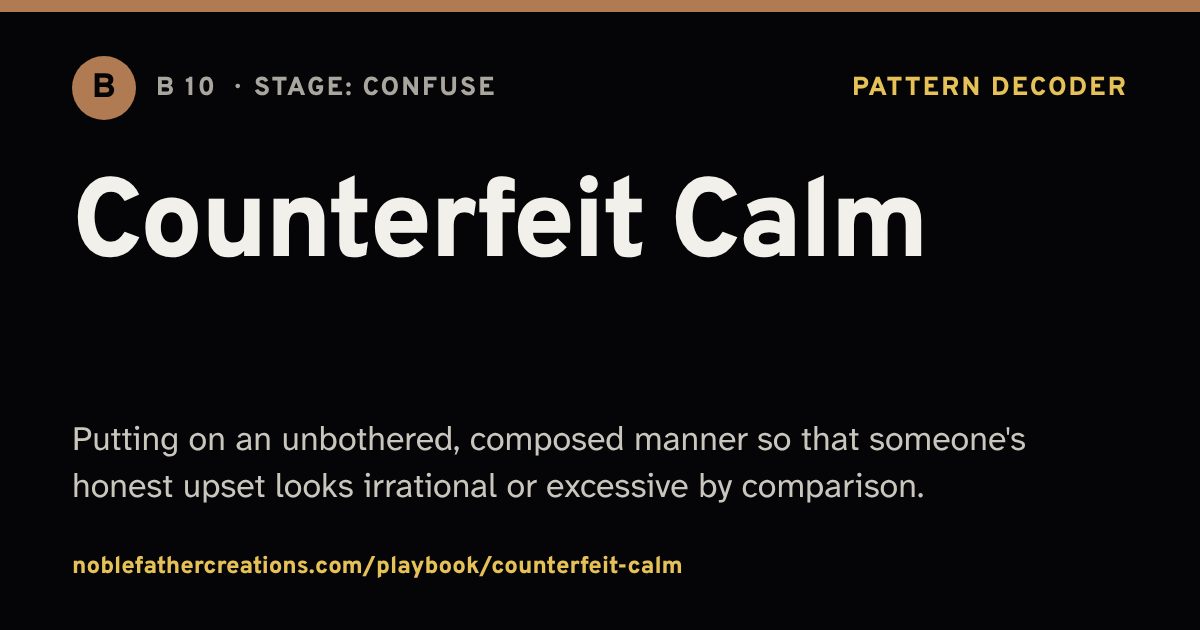 B
B 10 · STAGE: CONFUSE
PATTERN DECODER
Counterfeit Calm
Putting on an unbothered, composed manner so that someone's
honest upset looks irrational or excessive by comparison.
noblefathercreations.com/playbook/counterfeit-calm